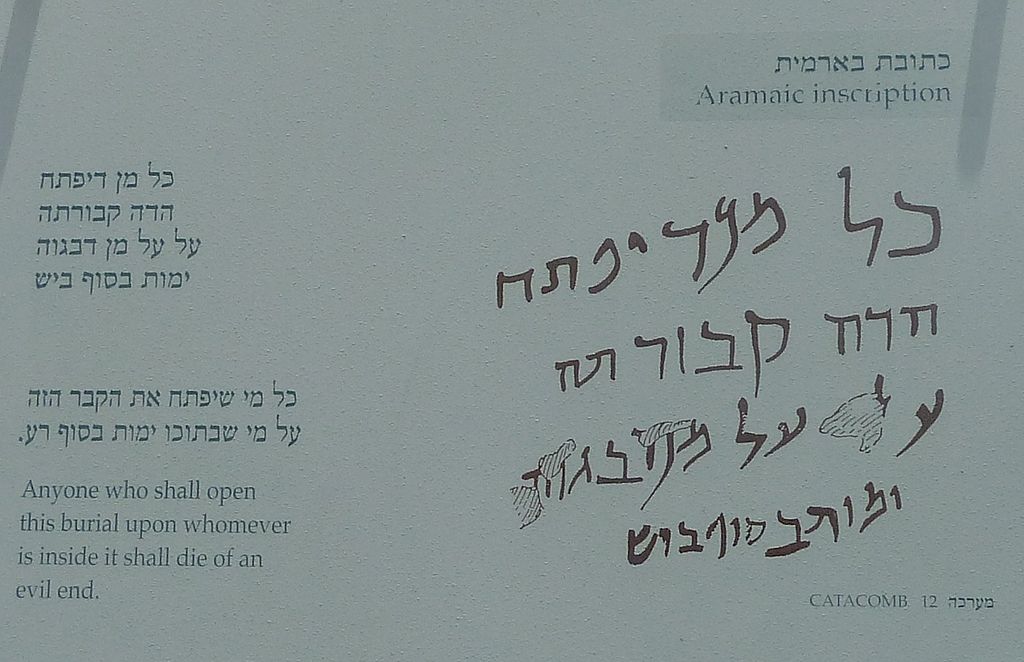 כתובת בארמית
Aramaic inscription
כל מן דיפתח
הדה קבורתה
על על מן דבגוה
ימות בסוף ביש
כל מי שיפתח את הקבר הזה
על מי שבתוכו ימות בסוף רע.
Anyone who shall open
this burial upon whomever
is inside it shall die of an
evil end.
כל מן דיפתח
הדה קבורתה
על על מן דבגוה
ימות בסוף ביש
CATACOMB 12 מערכה